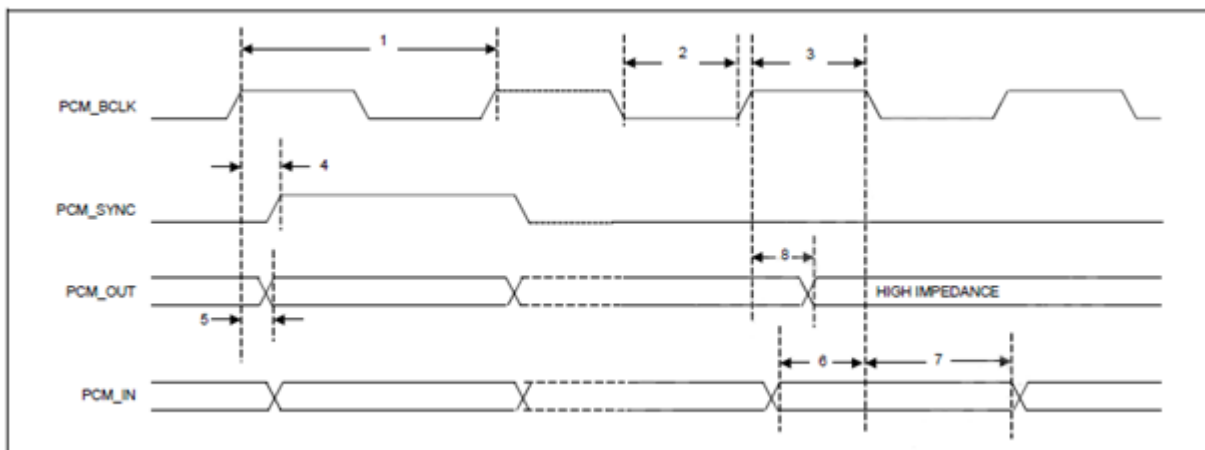 1
2
3
PCM_BCLK
4
PCM_SYNC
8
PCM_OUT
HIGH IMPEDANCE
5
6
7
PCM_IN